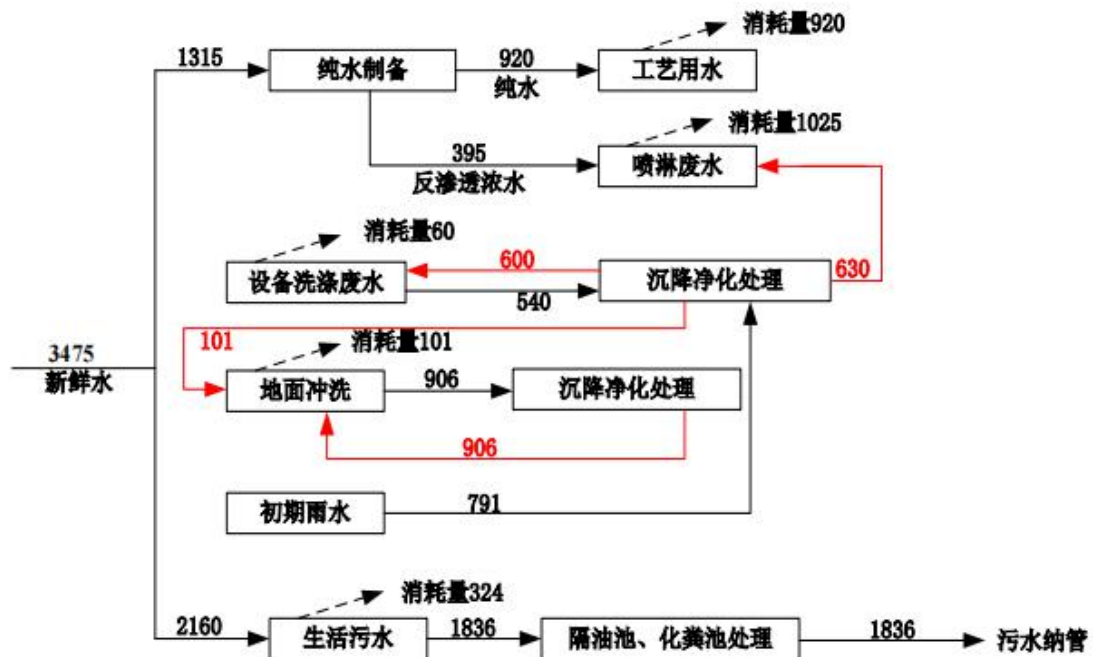 消耗量920
1315
纯水制备
920
纯水
工艺用水
消耗量1025
395
反渗透浓水
喷淋废水
消耗量60
设备洗涤废水
600
540
沉降净化处理
630
101
消耗量101
3475
新鲜水
地面冲洗
906
沉降净化处理
906
初期雨水
791
消耗量324
2160
生活污水
1836
隔油池、化粪池处理
1836
污水纳管